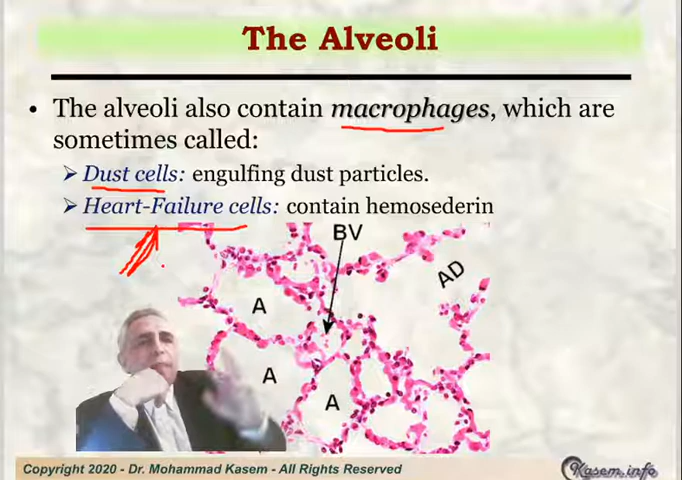 The Alveoli
• The alveoli also contain macrophages, which are
sometimes called:
➢ Dust cells: engulfing dust particles.
➢ Heart-Failure cells: contain hemosederin
BV
AD
A
A
A
Copyright 2020 - Dr. Mohammad Kasem - All Rights Reserved
Kasem.info